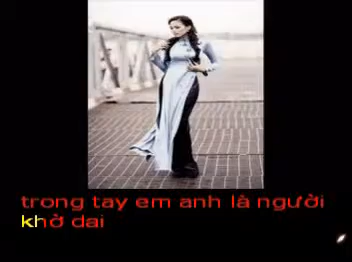 trong tay em anh là người
khờ dại